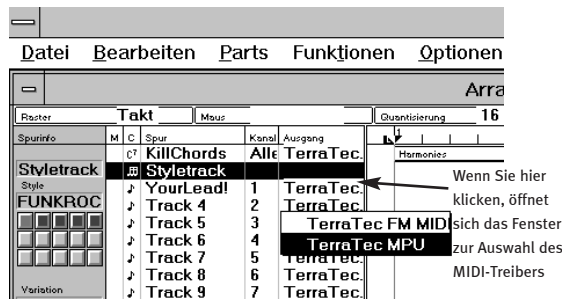 Datei Bearbeiten Parts Funktionen Optionen
Arra
Raster Takt Maus Quantisierung 16
Spurinfo M C Spur Kanal Ausgang 1
KillChords Alle TerraTec. Harmonies
Styletrack Styletrack
Style YourLead! 1 TerraTec.
FUNKROC Track 4 2 TerraTec.
Track 5 3 TerraTec FM MIDI
Track 6 4 TerraTec MPU
Track 7 5 TerraTec.
Track 8 6 TerraTec.
Variation Track 9 7 TerraTec.
Wenn Sie hier
klicken, öffnet
sich das Fenster
zur Auswahl des
MIDI-Treibers